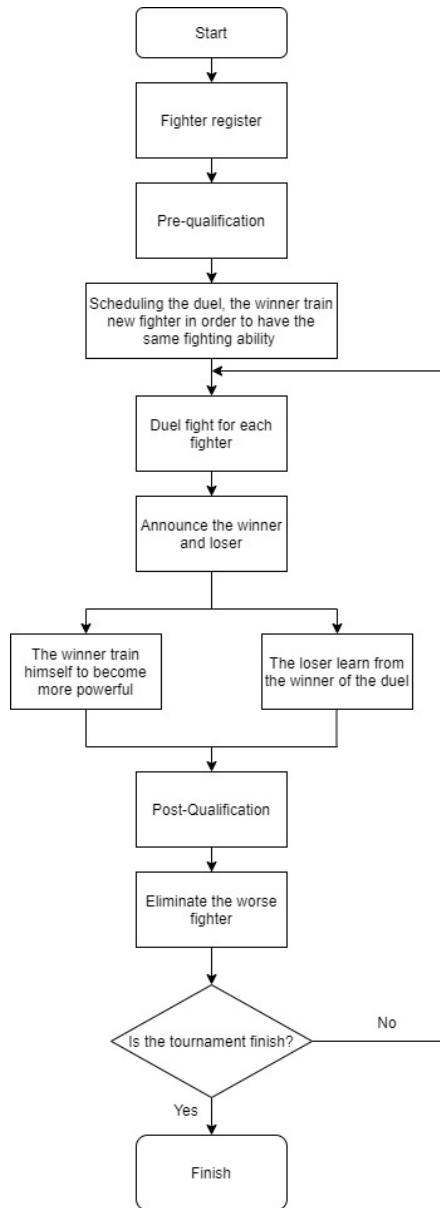 Start
Fighter register
Pre-qualification
Scheduling the duel, the winner train
new fighter in order to have the
same fighting ability
Duel fight for each
fighter
Announce the winner
and loser
The winner train
himself to become
more powerful
The loser learn from
the winner of the duel
Post-Qualification
Eliminate the worse
fighter
Is the tournament finish?
No
Yes
Finish